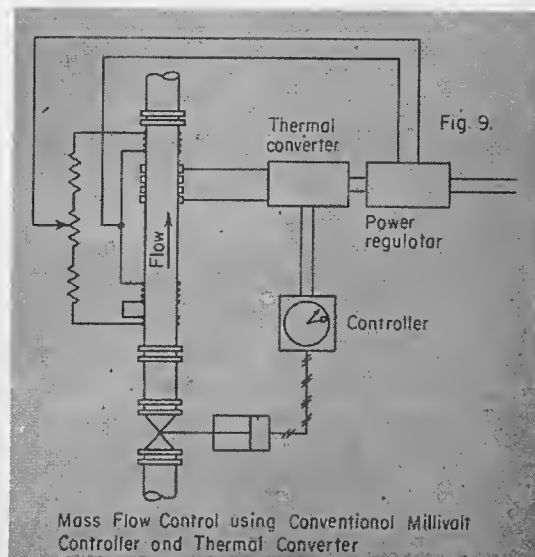 Fig. 9.
Thermal
converter
Power
regulator
Flow
Controller
Mass Flow Control using Conventional Millivolt
Controller and Thermal Converter